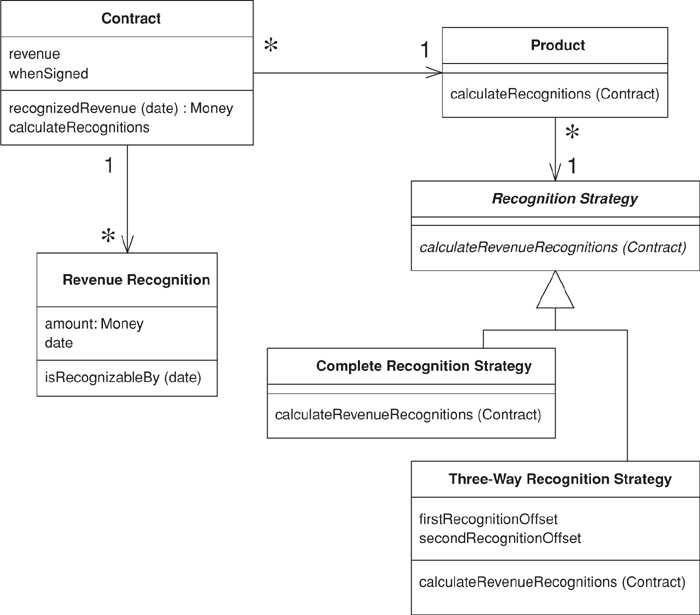 Contract
revenue
whenSigned
recognizedRevenue (date) : Money
calculateRecognitions
*
1
Product
calculateRecognitions (Contract)
1
*
*
1
Recognition Strategy
calculateRevenueRecognitions (Contract)
Revenue Recognition
amount: Money
date
isRecognizableBy (date)
Complete Recognition Strategy
calculateRevenueRecognitions (Contract)
Three-Way Recognition Strategy
firstRecognitionOffset
secondRecognitionOffset
calculateRevenueRecognitions (Contract)